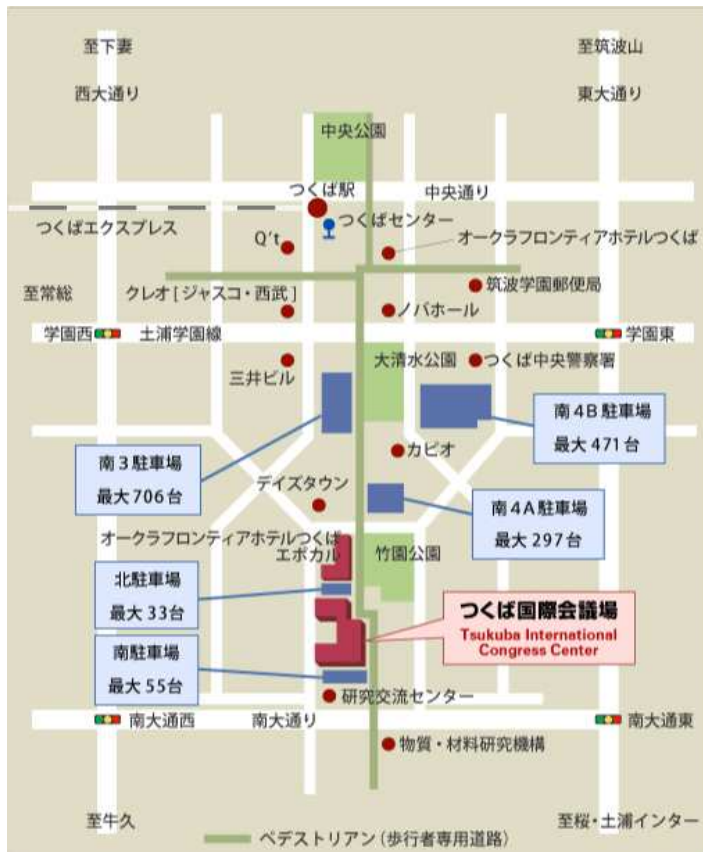 至下妻
至筑波山
西大通り
東大通り
中央公園
つくば駅
中央通り
つくばエクスプレス
つくばセンター
Q't
オークラフロンティアホテルつくば
至常総
クレオ[ジャスコ・西武]
筑波学園郵便局
ノバホール
学園西
土浦学園線
学園東
三井ビル
大清水公園
つくば中央警察署
南4B駐車場
最大471台
南3駐車場
最大706台
カピオ
デイズタウン
南4A駐車場
最大297台
オークラフロンティアホテルつくば
エポカル
竹園公園
北駐車場
最大33台
つくば国際会議場
Tsukuba International
Congress Center
南駐車場
最大55台
研究交流センター
南大通西
南大通り
南大通東
物質・材料研究機構
至牛久
至桜・土浦インター
ペデストリアン(歩行者専用道路)